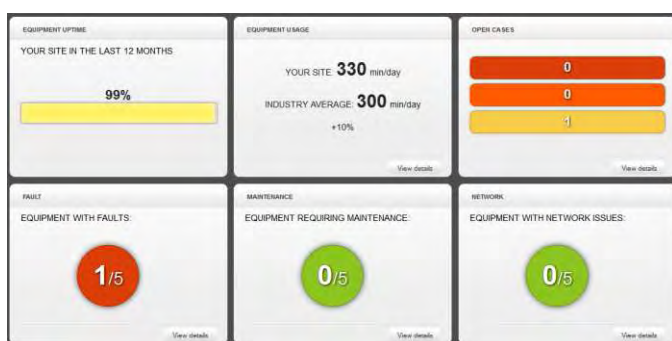 EQUIPMENT UPTIME
YOUR SITE IN THE LAST 12 MONTHS
99%
EQUIPMENT USAGE
YOUR SITE: 330 min/day
INDUSTRY AVERAGE: 300 min/day
+10%
View details
OPEN CASES
0
0
1
View details
FAULT
EQUIPMENT WITH FAULTS:
1/5
View details
MAINTENANCE
EQUIPMENT REQUIRING MAINTENANCE:
0/5
View details
NETWORK
EQUIPMENT WITH NETWORK ISSUES:
0/5
View details